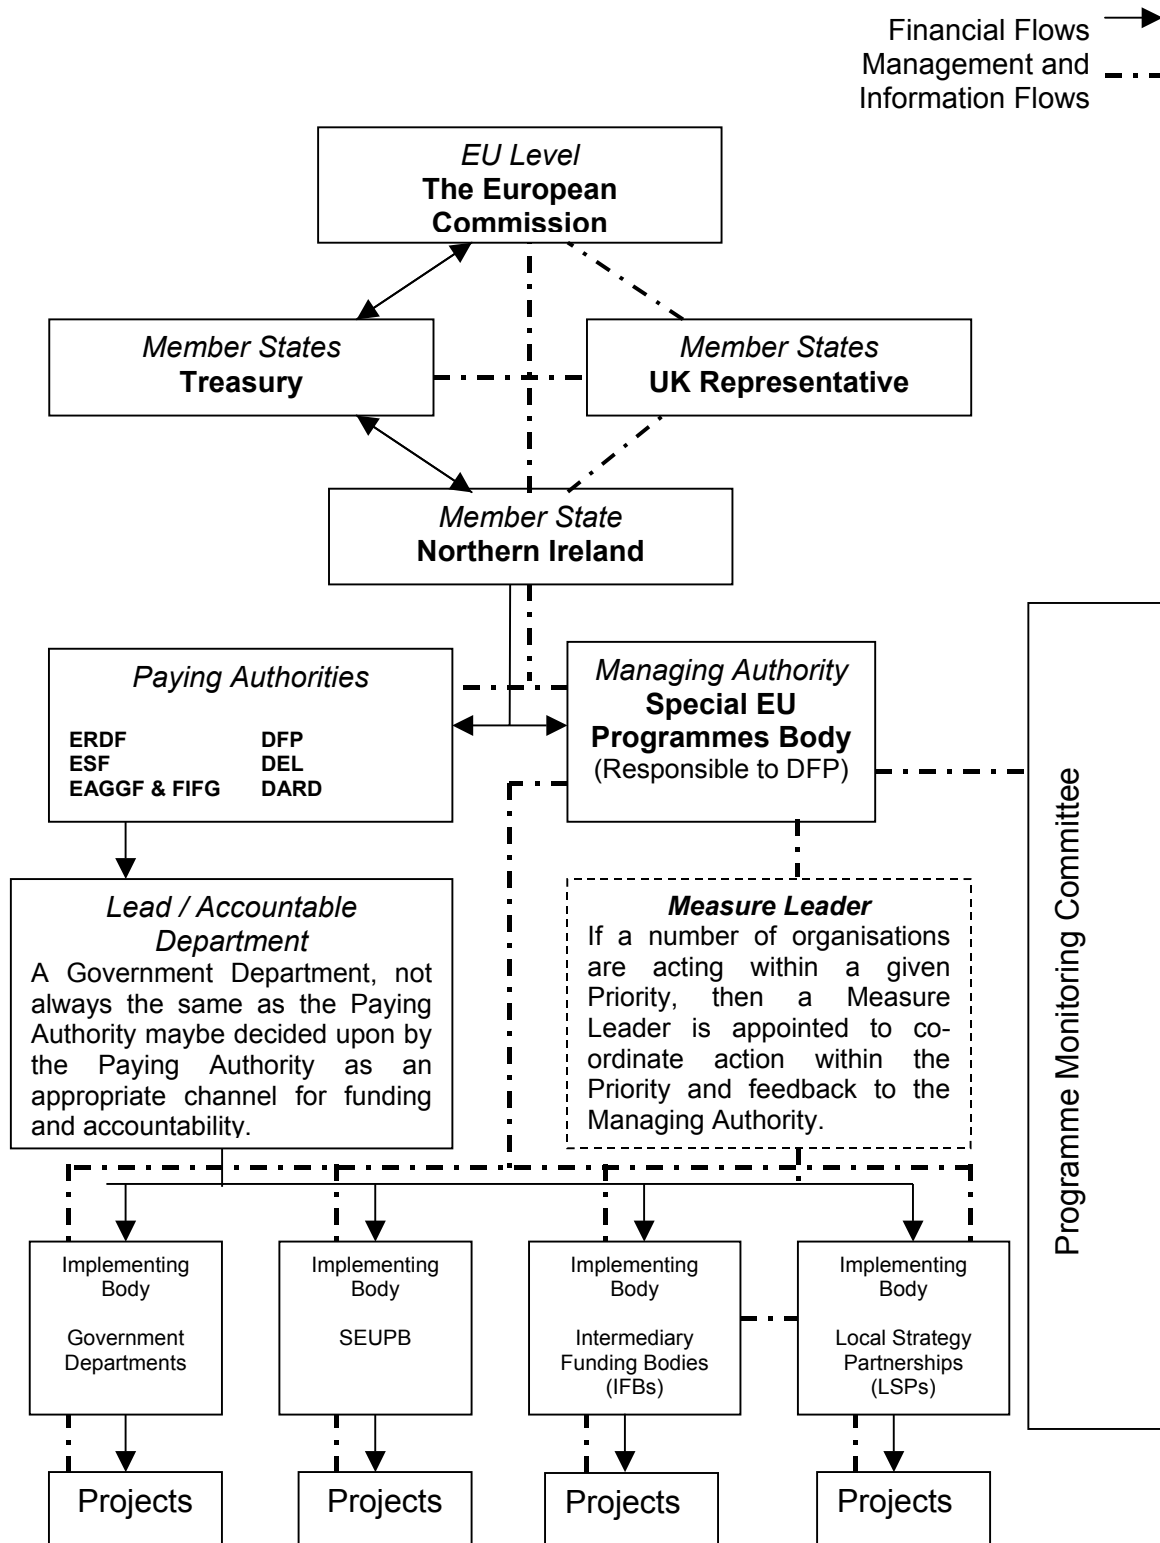 Financial Flows
Management and
Information Flows
EU Level
The European
Commission
Member States
Treasury
Member States
UK Representative
Member State
Northern Ireland
Paying Authorities
ERDF DFP
ESF DEL
EAGGF & FIFG DARD
Managing Authority
Special EU
Programmes Body
(Responsible to DFP)
Programme Monitoring Committee
Lead / Accountable
Department
A Government Department, not
always the same as the Paying
Authority maybe decided upon by
the Paying Authority as an
appropriate channel for funding
and accountability.
Measure Leader
If a number of organisations
are acting within a given
Priority, then a Measure
Leader is appointed to co-
ordinate action within the
Priority and feedback to the
Managing Authority.
Implementing
Body
Government
Departments
Implementing
Body
SEUPB
Implementing
Body
Intermediary
Funding Bodies
(IFBs)
Implementing
Body
Local Strategy
Partnerships
(LSPs)
Projects
Projects
Projects
Projects